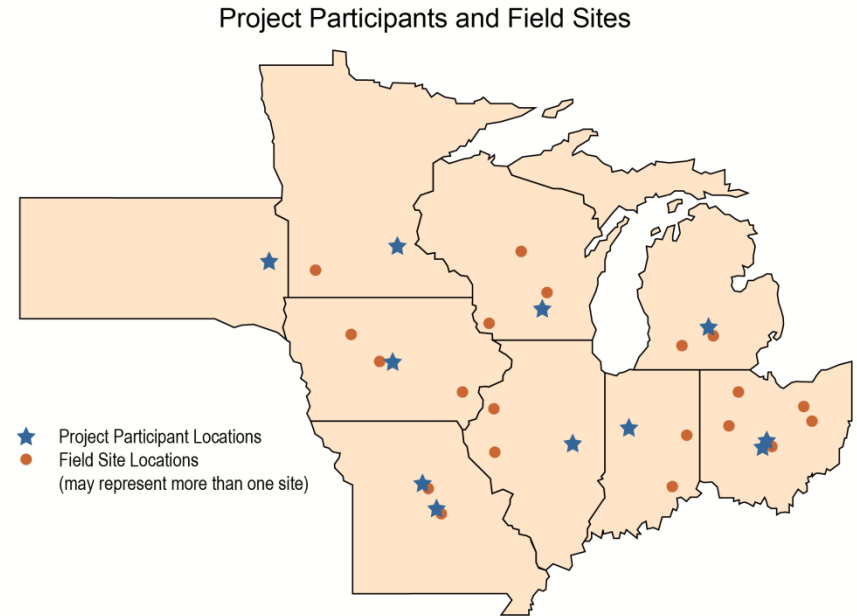 Project Participants and Field Sites
Project Participant Locations
Field Site Locations
(may represent more than one site)